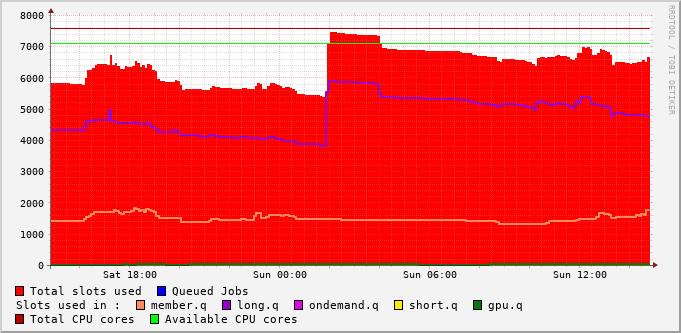 RRDTOOL / TOBI OETIKER
8000
7000
6000
5000
4000
3000
2000
1000
0
Sat 18:00 Sun 00:00 Sun 06:00 Sun 12:00
Total slots used Queued Jobs
Slots used in : member.q long.q ondemand.q short.q gpu.q
Total CPU cores Available CPU cores